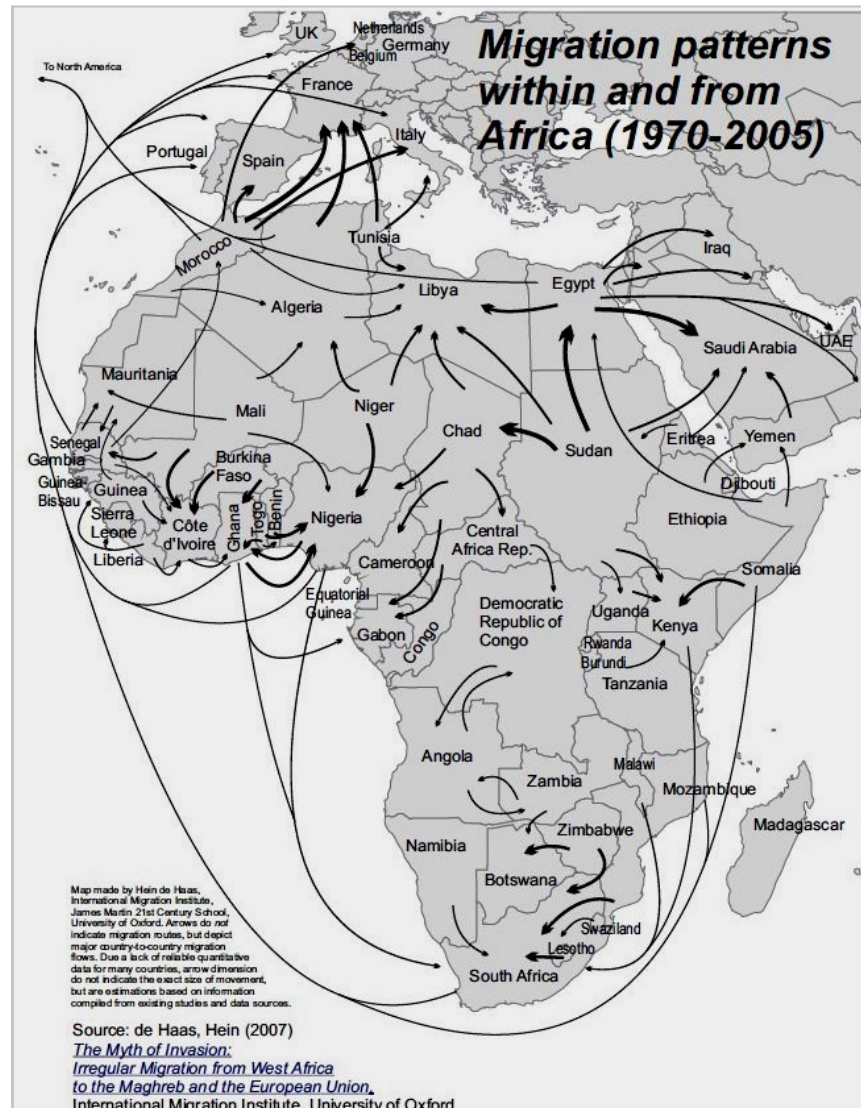 Migration patterns
within and from
Africa (1970-2005)
To North America
UK
Netherlands
Germany
Belgium
France
Italy
Portugal
Spain
Morocco
Tunisia
Algeria
Libya
Egypt
Iraq
Saudi Arabia
UAE
Mauritania
Mali
Niger
Chad
Sudan
Eritrea
Yemen
Djibouti
Senegal
Gambia
Guinea-
Bissau
Guinea
Sierra
Leone
Liberia
Burkina
Faso
Côte
d'Ivoire
Ghana
Togo
Benin
Nigeria
Cameroon
Central
Africa Rep.
Ethiopia
Somalia
Equatorial
Guinea
Gabon
Congo
Democratic
Republic of
Congo
Uganda
Kenya
Rwanda
Burundi
Tanzania
Angola
Zambia
Malawi
Mozambique
Madagascar
Namibia
Zimbabwe
Botswana
Swaziland
Lesotho
South Africa
Map made by Hein de Haas,
International Migration Institute,
James Martin 21st Century School,
University of Oxford. Arrows do not
indicate migration routes, but depict
major country-to-country migration
flows. Due a lack of reliable quantitative
data for many countries, arrow dimension
do not indicate the exact size of movement,
but are estimations based on information
compiled from existing studies and data sources.
Source: de Haas, Hein (2007)
The Myth of Invasion:
Irregular Migration from West Africa
to the Maghreb and the European Union,
International Migration Institute, University of Oxford